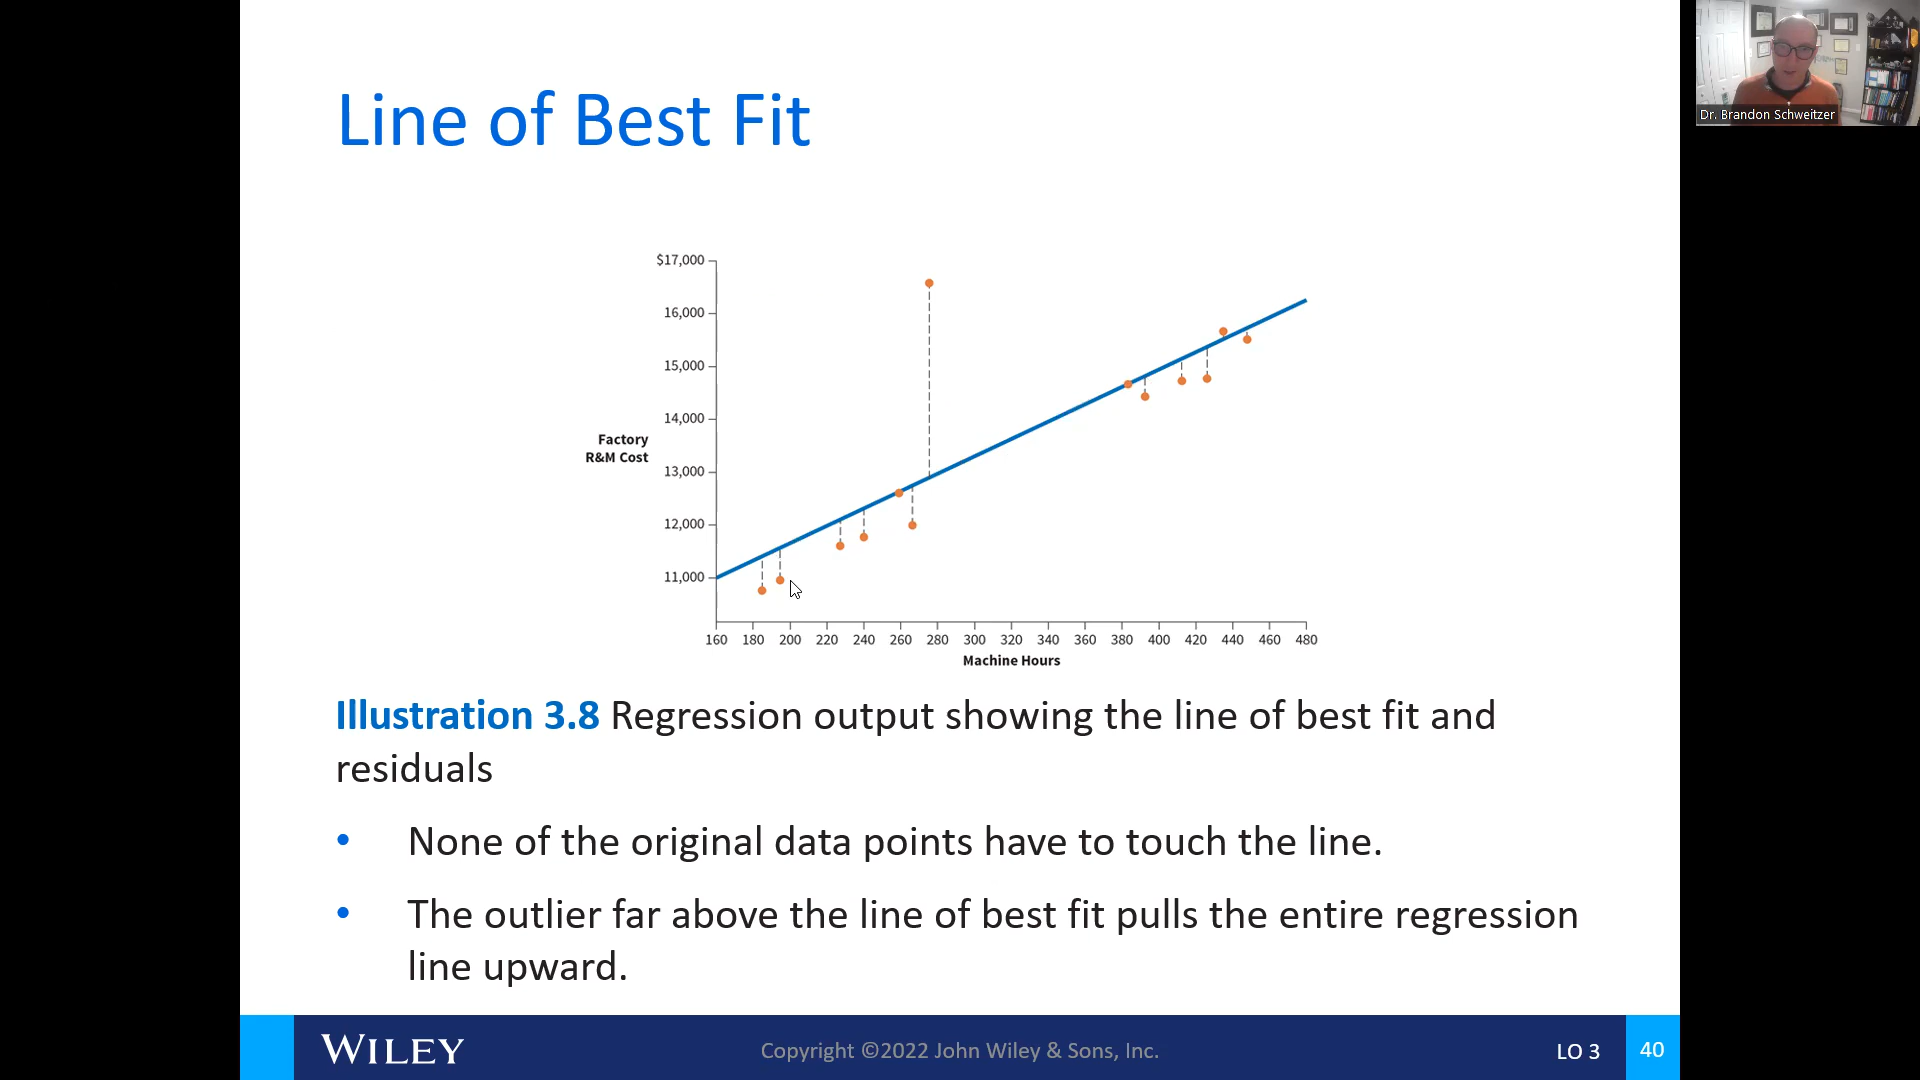 Line of Best Fit
Dr. Brandon Schweitzer
$17,000
16,000
15,000
14,000
Factory
R&M Cost
13,000
12,000
11,000
160 180 200 220 240 260 280 300 320 340 360 380 400 420 440 460 480
Machine Hours
Illustration 3.8 Regression output showing the line of best fit and
residuals
• None of the original data points have to touch the line.
• The outlier far above the line of best fit pulls the entire regression
line upward.
WILEY
Copyright ©2022 John Wiley & Sons, Inc.
LO 3
40